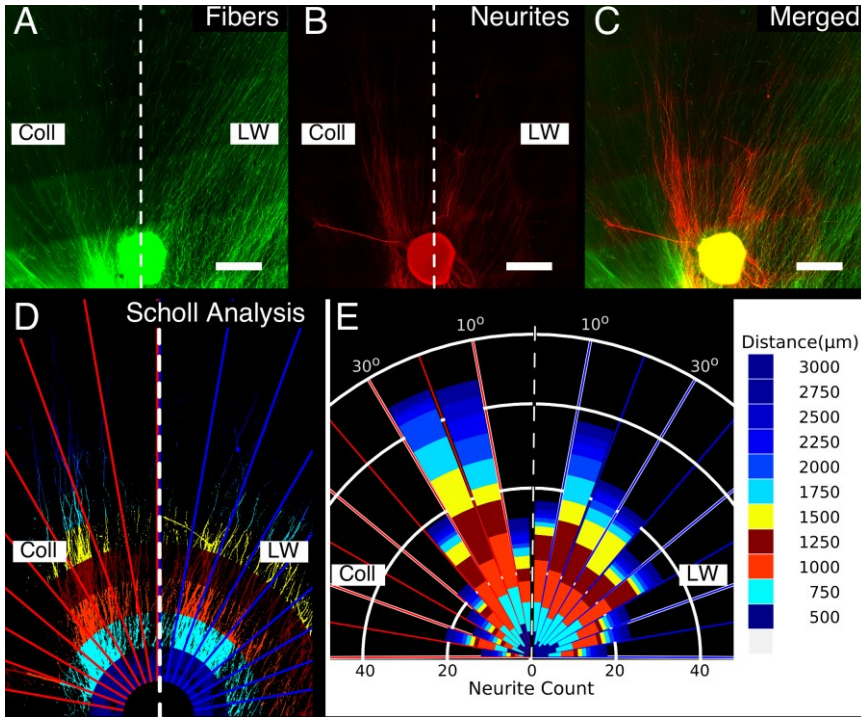 A Fibers
B Neurites
C Merged
Coll LW
Coll LW
D Scholl Analysis
E
10° 10°
30° 30°
Coll LW
Coll LW
40 20 0 20 40
Neurite Count
Distance(µm)
3000
2750
2500
2250
2000
1750
1500
1250
1000
750
500